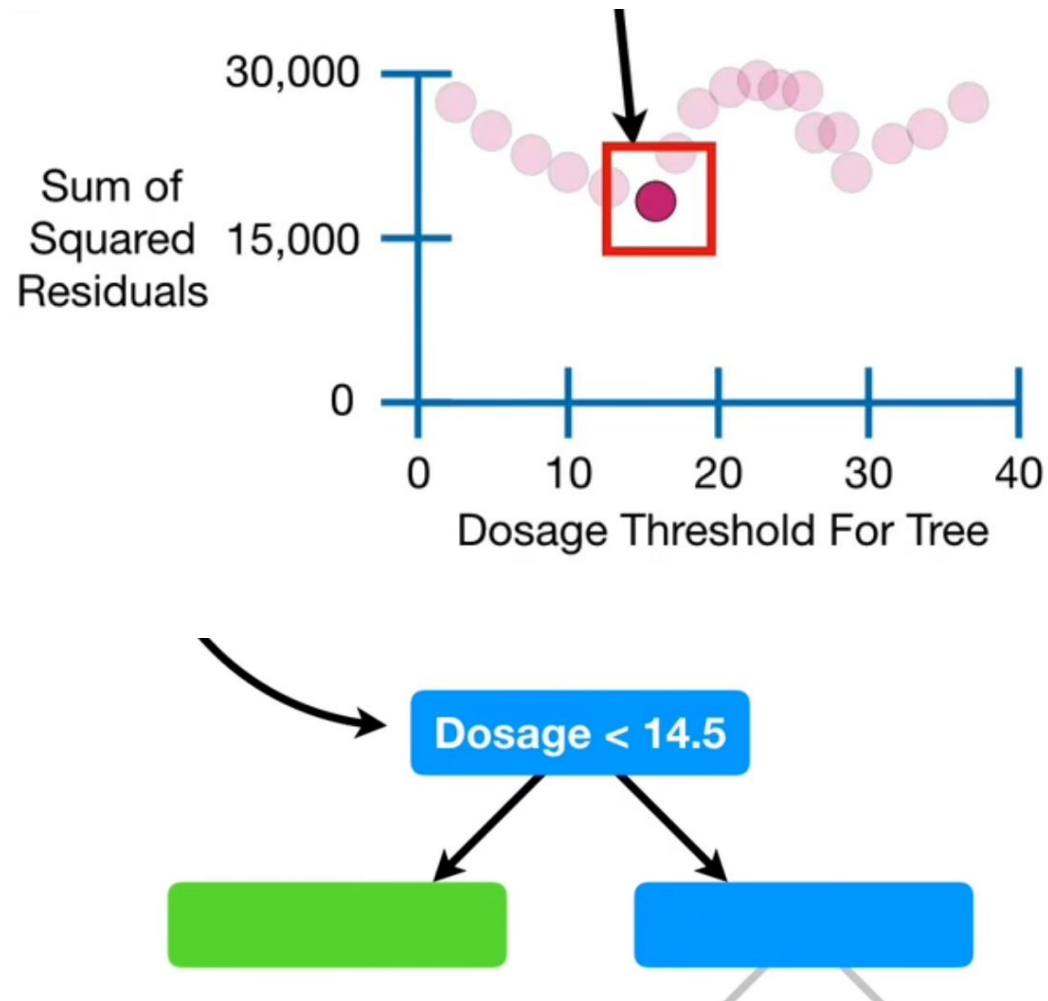 30,000
Sum of
Squared
Residuals
15,000
0
0 10 20 30 40
Dosage Threshold For Tree
Dosage < 14.5